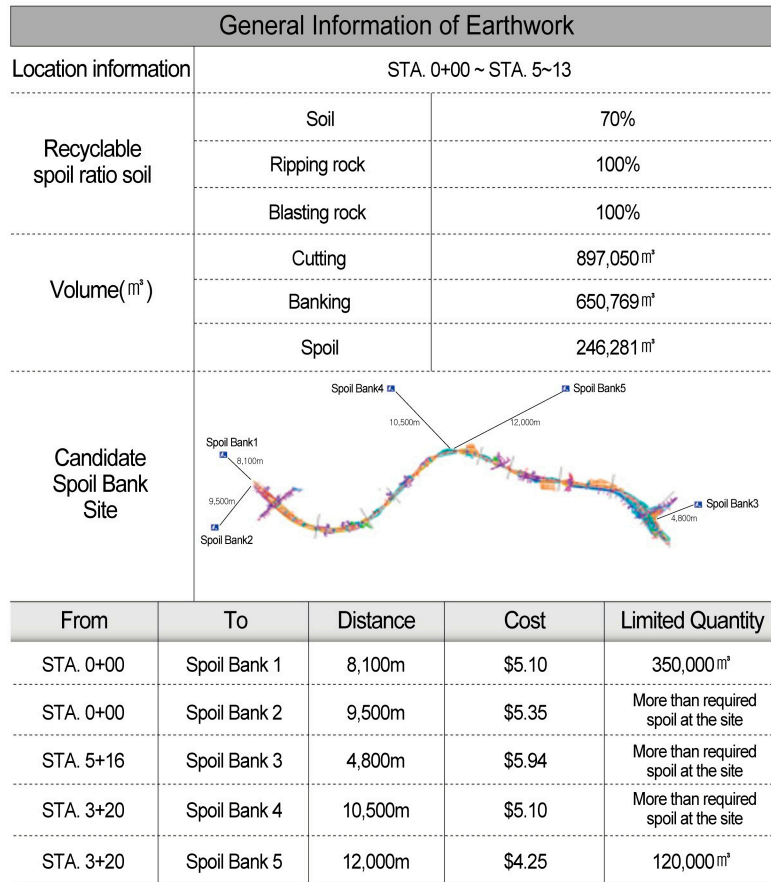 General Information of Earthwork
Location information
STA. 0+00 ~ STA. 5~13
Recyclable
spoil ratio soil
Soil
70%
Ripping rock
100%
Blasting rock
100%
Volume(㎥)
Cutting
897,050㎥
Banking
650,769㎥
Spoil
246,281㎥
Candidate
Spoil Bank
Site
Spoil Bank4
Spoil Bank5
10,500m
12,000m
Spoil Bank1
8,100m
9,500m
Spoil Bank2
Spoil Bank3
4,800m
From To Distance Cost Limited Quantity
STA. 0+00 Spoil Bank 1 8,100m $5.10 350,000㎥
STA. 0+00 Spoil Bank 2 9,500m $5.35 More than required
spoil at the site
STA. 5+16 Spoil Bank 3 4,800m $5.94 More than required
spoil at the site
STA. 3+20 Spoil Bank 4 10,500m $5.10 More than required
spoil at the site
STA. 3+20 Spoil Bank 5 12,000m $4.25 120,000㎥